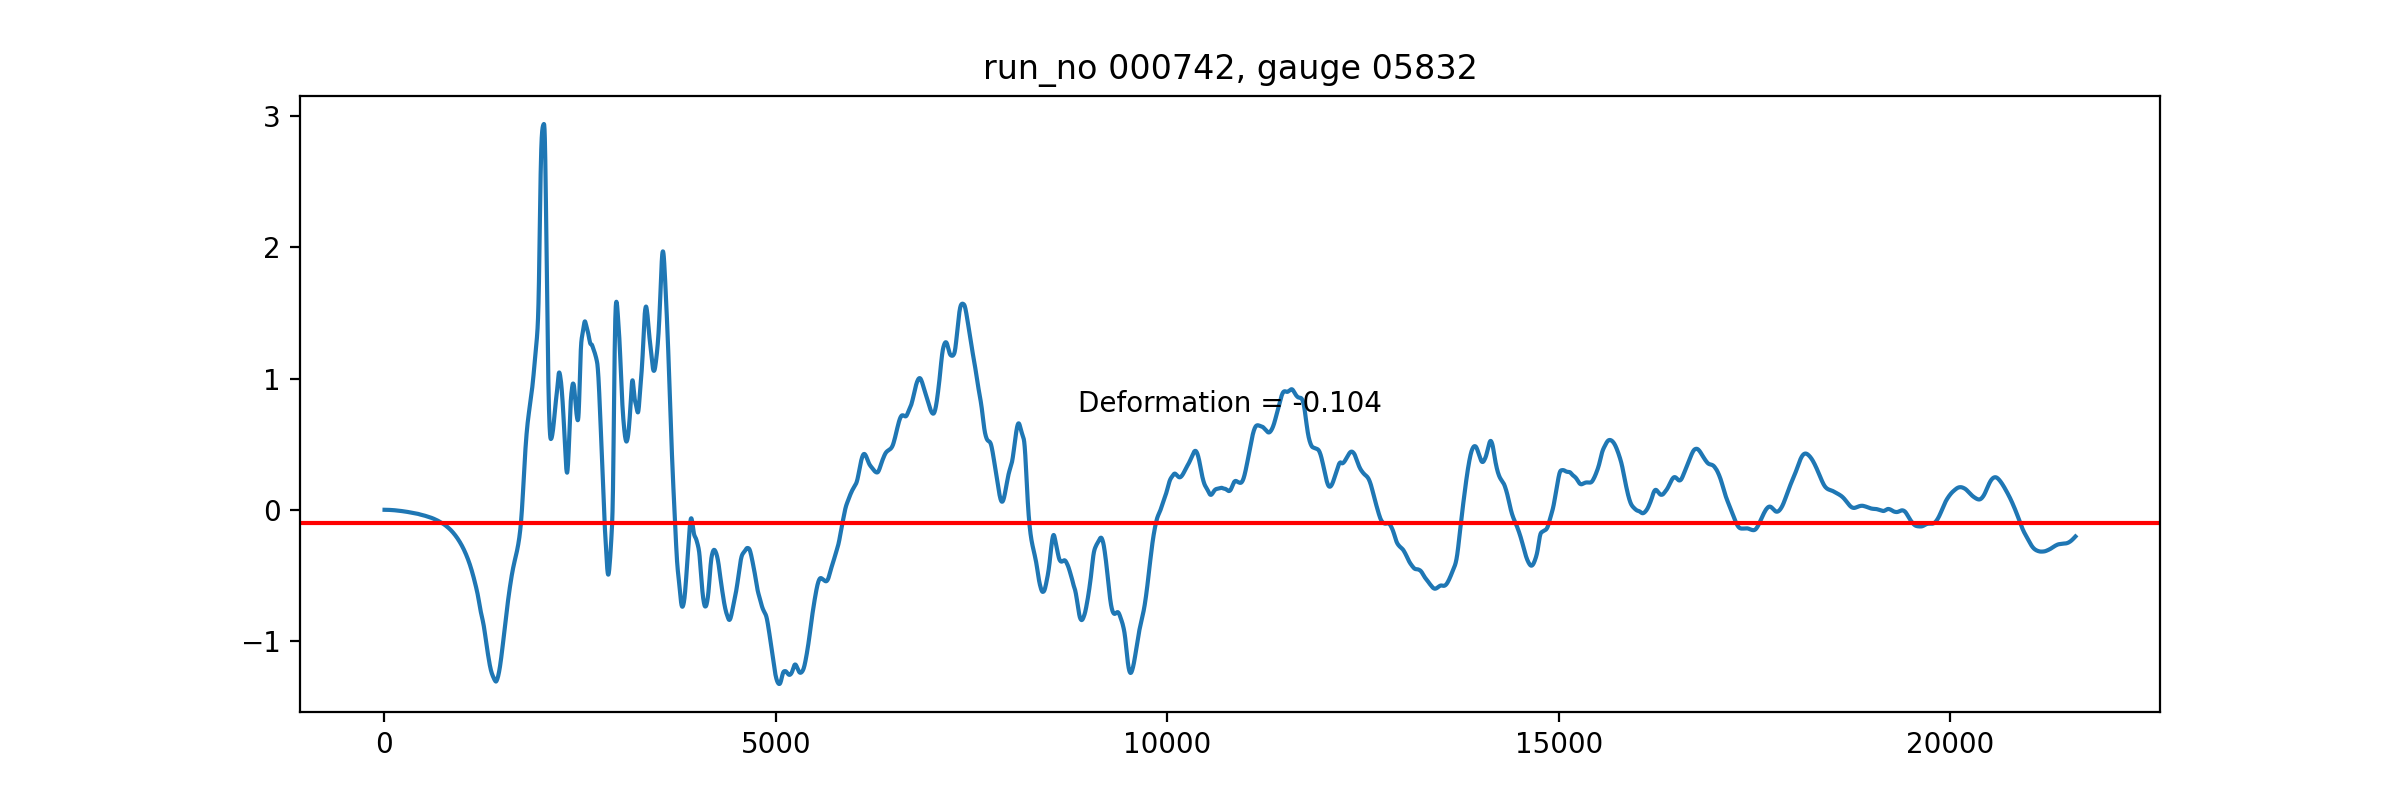 run_no 000742, gauge 05832
3
2
1
Deformation = -0.104
0
−1
0 5000 10000 15000 20000